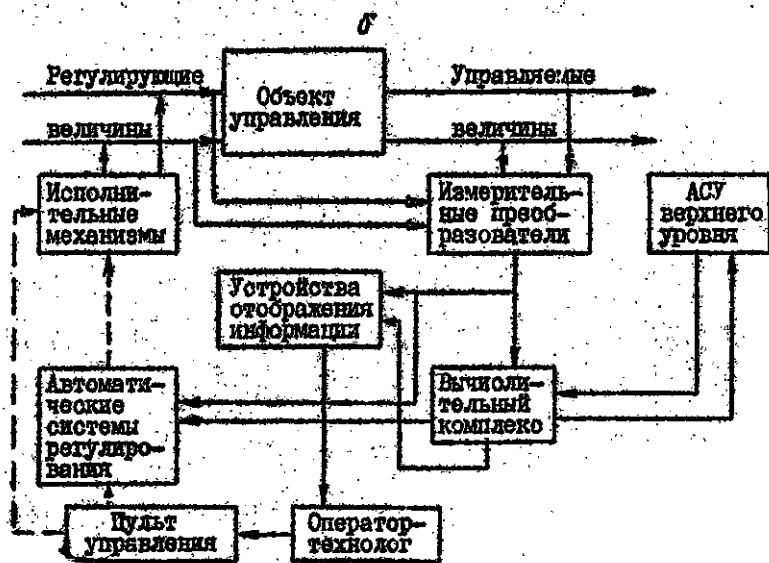 б
Регулирующие
величины
Объект
управления
Управляемые
величины
Исполни-
тельные
механизмы
Измеритель-
ные преоб-
разователи
АСУ
верхнего
уровня
Устройства
отображения
информации
Автомати-
ческие
системы
регулиро-
вания
Вычисли-
тельный
комплекс
Пульт
управления
Оператор-
технолог